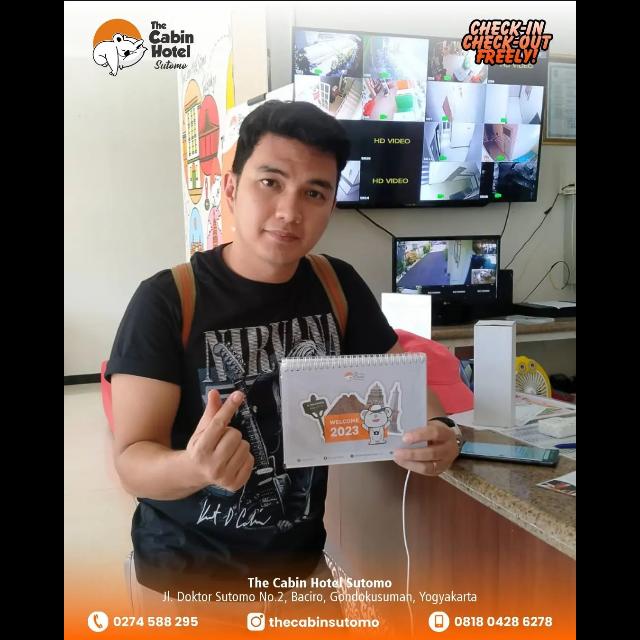 The
Cabin
Hotel
Sutomo
CHECK-IN
CHECK-OUT
FREELY!
HD VIDEO
HD VIDEO
NIRVANA
WELCOME
2023
The Cabin Hotel Sutomo
Jl. Doktor Sutomo No.2, Baciro, Gondokusuman, Yogyakarta
0274 588 295
thecabinsutomo
0818 0428 6278